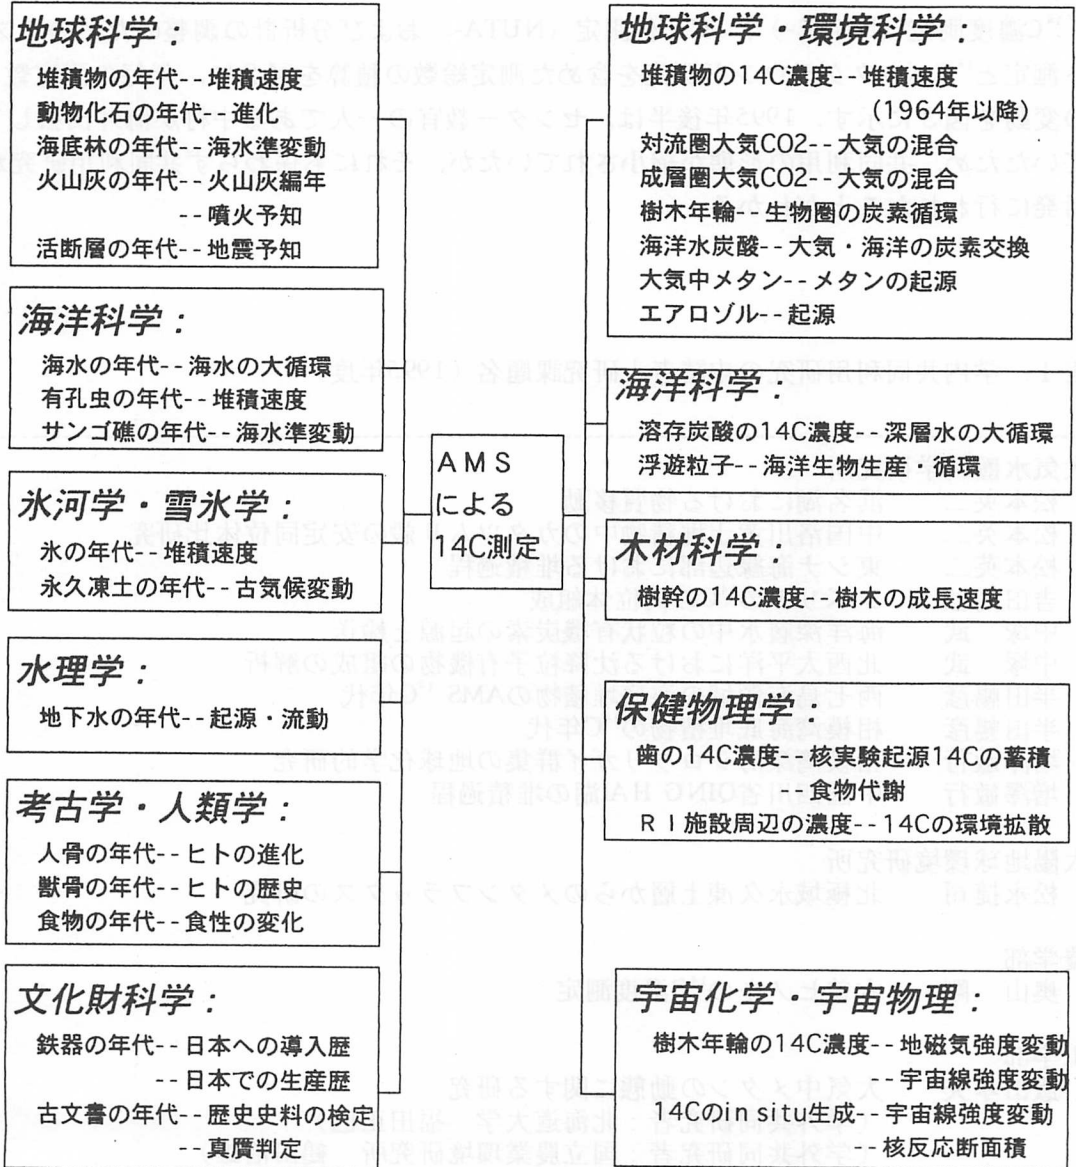 地球科学：
堆積物の年代--堆積速度
動物化石の年代--進化
海底林の年代--海水準変動
火山灰の年代--火山灰編年
--噴火予知
活断層の年代--地震予知
海洋科学：
海水の年代--海水の大循環
有孔虫の年代--堆積速度
サンゴ礁の年代--海水準変動
氷河学・雪氷学：
氷の年代--堆積速度
永久凍土の年代--古気候変動
水理学：
地下水の年代--起源・流動
考古学・人類学：
人骨の年代--ヒトの進化
獣骨の年代--ヒトの歴史
食物の年代--食性の変化
文化財科学：
鉄器の年代--日本への導入歴
--日本での生産歴
古文書の年代--歴史史料の検定
--真贋判定
AMS
による
14C測定
地球科学・環境科学：
堆積物の14C濃度--堆積速度
(1964年以降)
対流圏大気CO2--大気の混合
成層圏大気CO2--大気の混合
樹木年輪--生物圏の炭素循環
海洋水炭酸--大気・海洋の炭素交換
大気中メタン--メタンの起源
エアロゾル--起源
海洋科学：
溶存炭酸の14C濃度--深層水の大循環
浮遊粒子--海洋生物生産・循環
木材科学：
樹幹の14C濃度--樹木の成長速度
保健物理学：
歯の14C濃度--核実験起源14Cの蓄積
--食物代謝
RI施設周辺の濃度--14Cの環境拡散
宇宙化学・宇宙物理：
樹木年輪の14C濃度--地磁気強度変動
--宇宙線強度変動
14Cのin situ生成--宇宙線強度変動
--核反応断面積